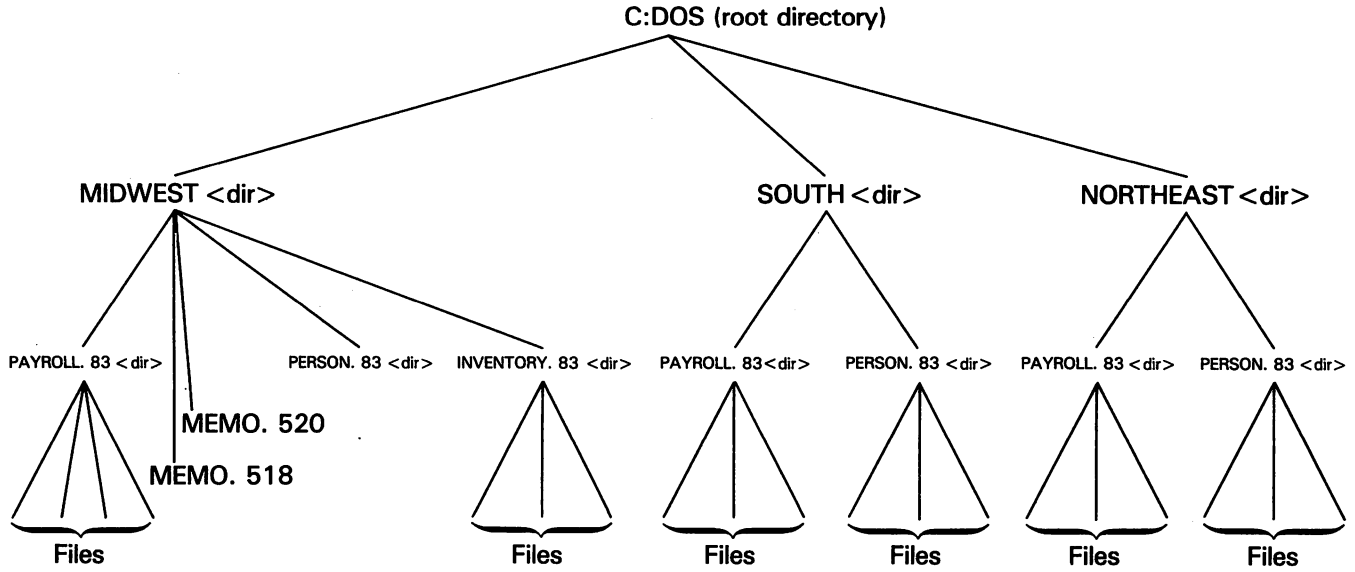 C:DOS (root directory)
MIDWEST <dir>
SOUTH <dir>
NORTHEAST <dir>
PAYROLL. 83 <dir>
PERSON. 83 <dir>
INVENTORY. 83 <dir>
PAYROLL. 83<dir>
PERSON. 83 <dir>
PAYROLL. 83 <dir>
PERSON. 83 <dir>
MEMO. 520
MEMO. 518
Files
Files
Files
Files
Files
Files